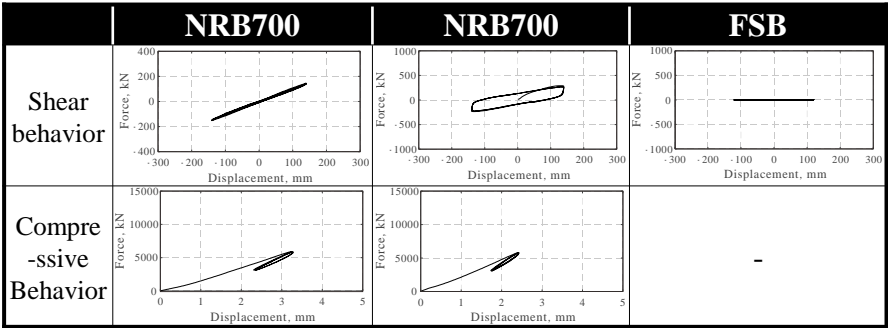 NRB700 NRB700 FSB
Shear
behavior
Force, kN
400
200
0
-200
-400
-300 -200 -100 0 100 200 300
Displacement, mm
Force, kN
1000
500
0
-500
-1000
-300 -200 -100 0 100 200 300
Displacement, mm
Force, kN
1000
500
0
-500
-1000
-300 -200 -100 0 100 200 300
Displacement, mm
Compre
-ssive
Behavior
Force, kN
15000
10000
5000
0
0 1 2 3 4 5
Displacement, mm
Force, kN
15000
10000
5000
0
0 1 2 3 4 5
Displacement, mm
-